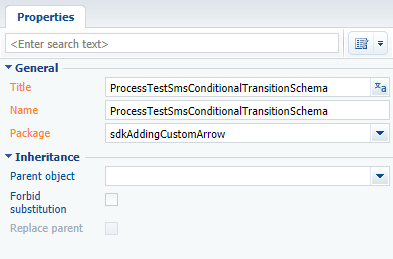 Properties
<Enter search text>
General
Title ProcessTestSmsConditionalTransitionSchema
Name ProcessTestSmsConditionalTransitionSchema
Package sdkAddingCustomArrow
Inheritance
Parent object
Forbid
substitution
Replace parent